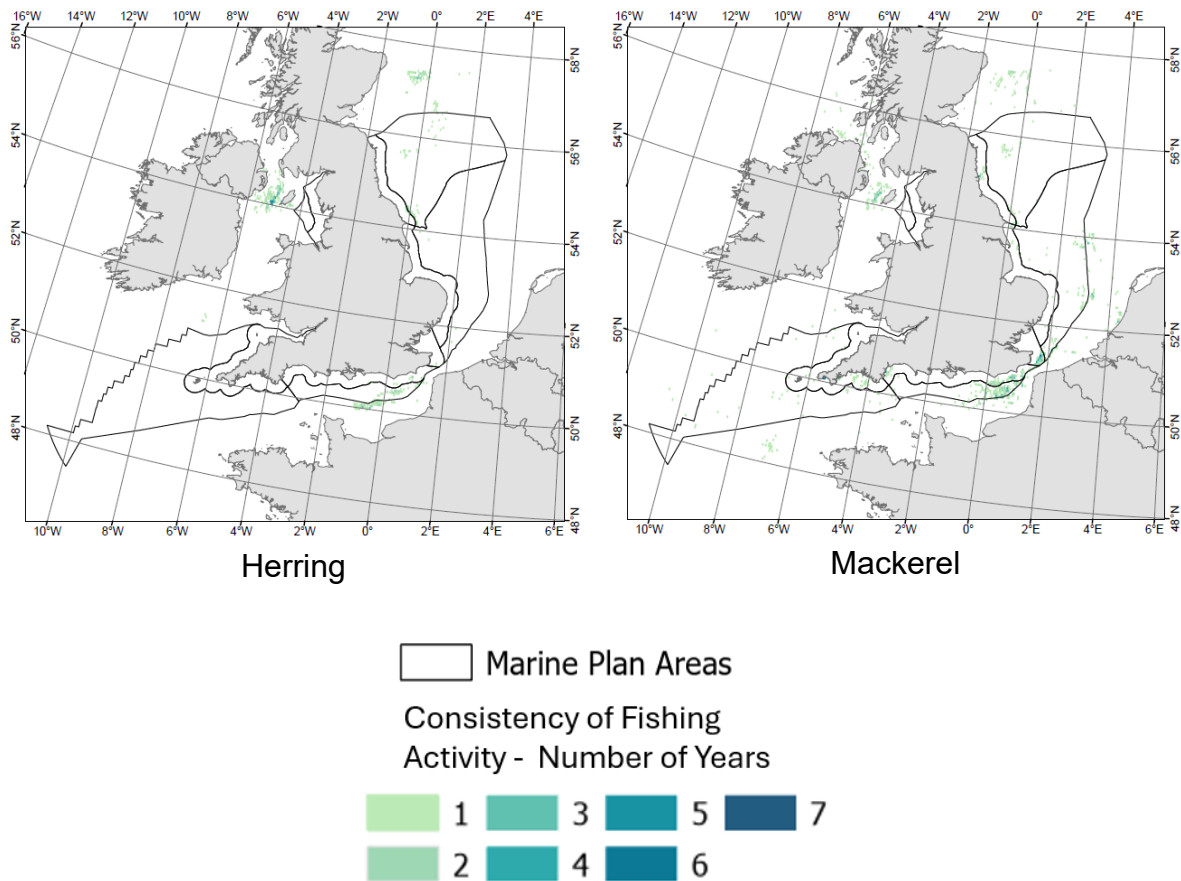 16°W 14°W 12°W 10°W 8°W 6°W 4°W 2°W 0° 2°E 4°E
56°N 54°N 52°N 50°N 48°N
58°N 56°N 54°N 52°N 50°N 48°N
10°W 8°W 6°W 4°W 2°W 0° 2°E 4°E 6°E
Herring
16°W 14°W 12°W 10°W 8°W 6°W 4°W 2°W 0° 2°E 4°E
56°N 54°N 52°N 50°N 48°N
58°N 56°N 54°N 52°N 50°N 48°N
10°W 8°W 6°W 4°W 2°W 0° 2°E 4°E 6°E
Mackerel
Marine Plan Areas
Consistency of Fishing
Activity - Number of Years
1 3 5 7
2 4 6